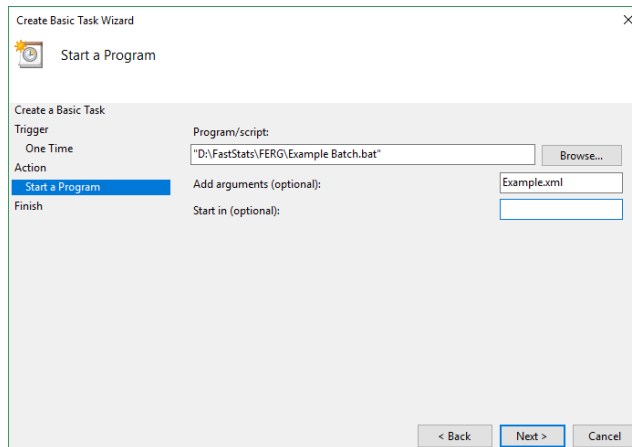 Create Basic Task Wizard
Start a Program
Create a Basic Task
Trigger
One Time
Action
Start a Program
Finish
Program/script:
"D:\FastStats\FERG\Example Batch.bat"
Browse...
Add arguments (optional):
Example.xml
Start in (optional):
< Back
Next >
Cancel